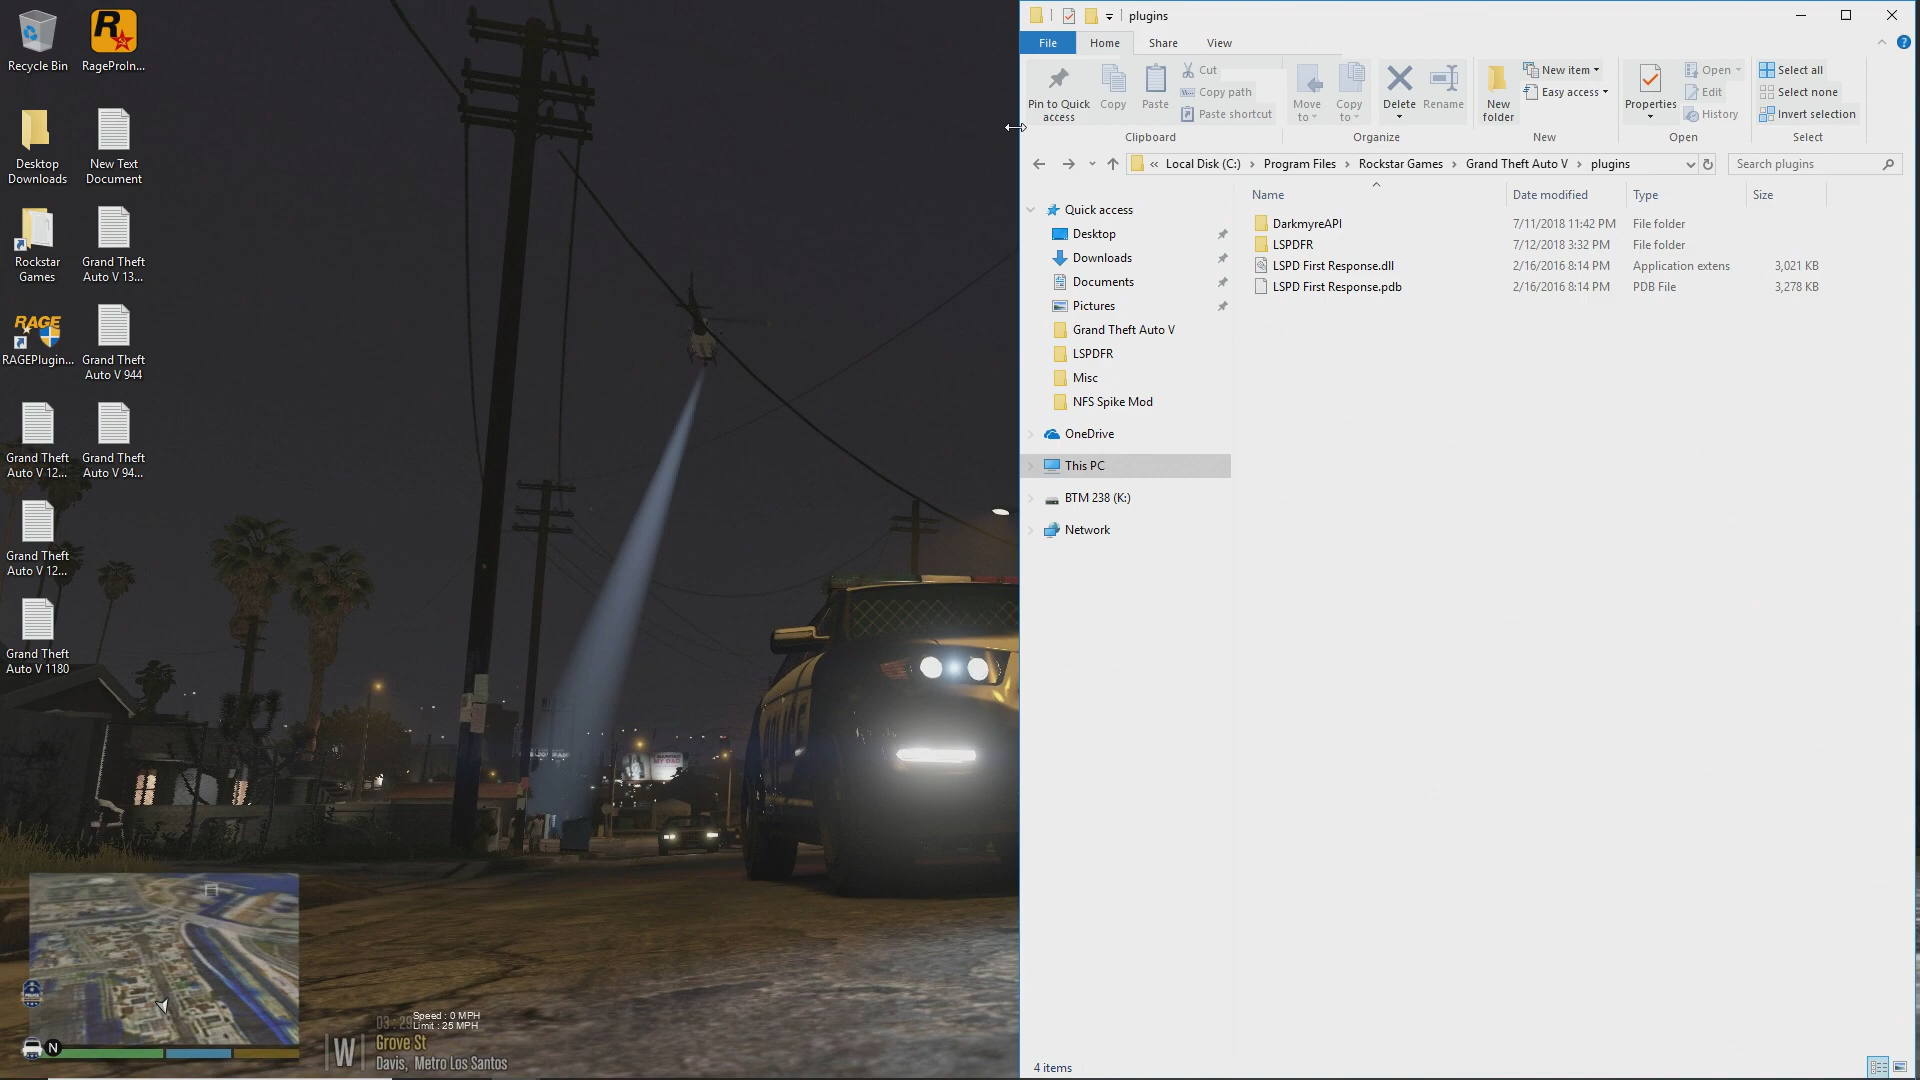 Recycle Bin
RageProIn...
Desktop
Downloads
New Text
Document
Rockstar
Games
Grand Theft
Auto V 13...
RAGE
RAGEPlugin...
Grand Theft
Auto V 944
Grand Theft
Auto V 12...
Grand Theft
Auto V 94...
Grand Theft
Auto V 12...
Grand Theft
Auto V 1180
MY DAD
N
W
Speed : 0 MPH
Limit : 25 MPH
Grove St
Davis, Metro Los Santos
plugins
File
Home
Share
View
Pin to Quick
access
Copy
Paste
Cut
Copy path
Paste shortcut
Clipboard
Move
to
Copy
to
Delete
Rename
Organize
New
folder
New item
Easy access
New
Properties
Open
Edit
History
Open
Select all
Select none
Invert selection
Select
« Local Disk (C:) > Program Files > Rockstar Games > Grand Theft Auto V > plugins
Search plugins
Quick access
Desktop
Downloads
Documents
Pictures
Grand Theft Auto V
LSPDFR
Misc
NFS Spike Mod
OneDrive
This PC
BTM 238 (K:)
Network
Name Date modified Type Size
DarkmyreAPI 7/11/2018 11:42 PM File folder
LSPDFR 7/12/2018 3:32 PM File folder
LSPD First Response.dll 2/16/2016 8:14 PM Application extens 3,021 KB
LSPD First Response.pdb 2/16/2016 8:14 PM PDB File 3,278 KB
4 items